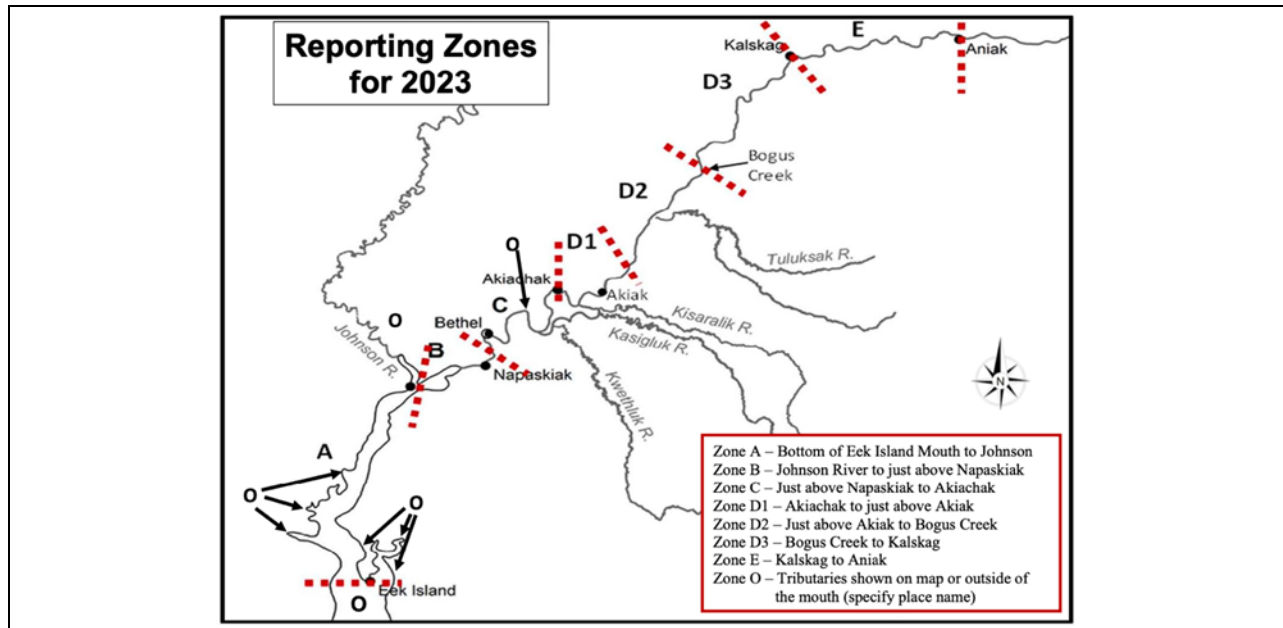 Reporting Zones
for 2023
E
Kalskag
Aniak
D3
Bogus
Creek
D2
Tuluksak R.
O
D1
Akiachak
Akiak
C
Kisaralik R.
Bethel
Kasigluk R.
O
Johnson R.
B
Napaskiak
Kwethluk R.
N
A
O
O
Eek Island
O
Zone A – Bottom of Eek Island Mouth to Johnson
Zone B – Johnson River to just above Napaskiak
Zone C – Just above Napaskiak to Akiachak
Zone D1 – Akiachak to just above Akiak
Zone D2 – Just above Akiak to Bogus Creek
Zone D3 – Bogus Creek to Kalskag
Zone E – Kalskag to Aniak
Zone O – Tributaries shown on map or outside of
the mouth (specify place name)